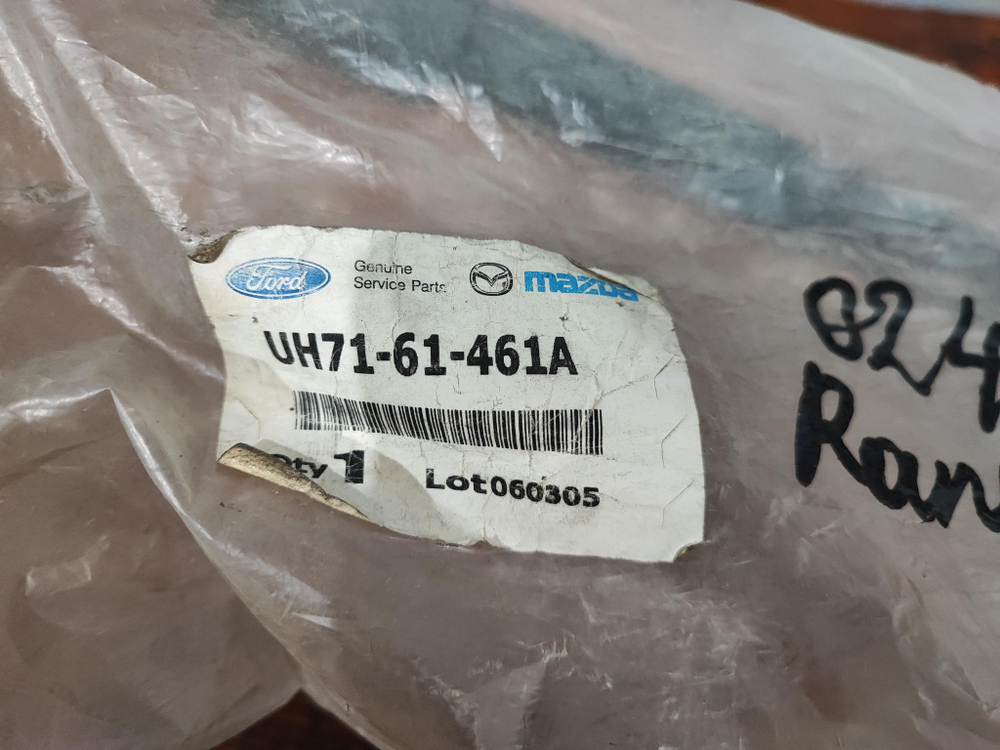 Ford Genuine Service Parts mazda
UH71-61-461A
Qty 1 Lot060305